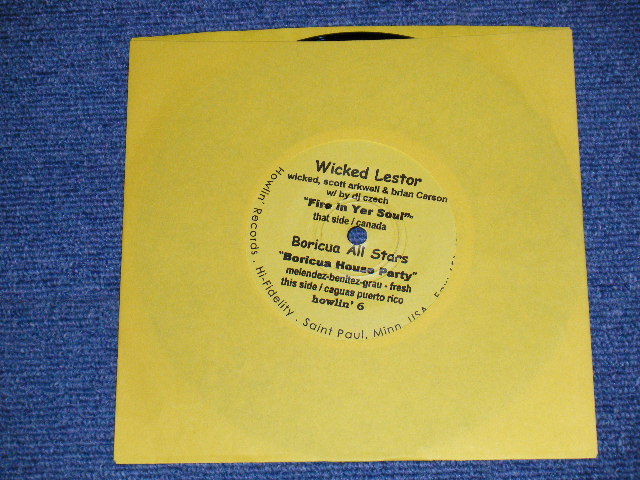 Wicked Lestor
wicked, scott arkwell & brian Carson
w/ by dj czech
"Fire in Yer Soul"
that side / canada
Boricua All Stars
"Boricua House Party"
melendez-benitez-grau - fresh
this side / caguas puerto rico
howlin' 6
Howlin' Records · Hi-Fidelity · Saint Paul, Minn. USA